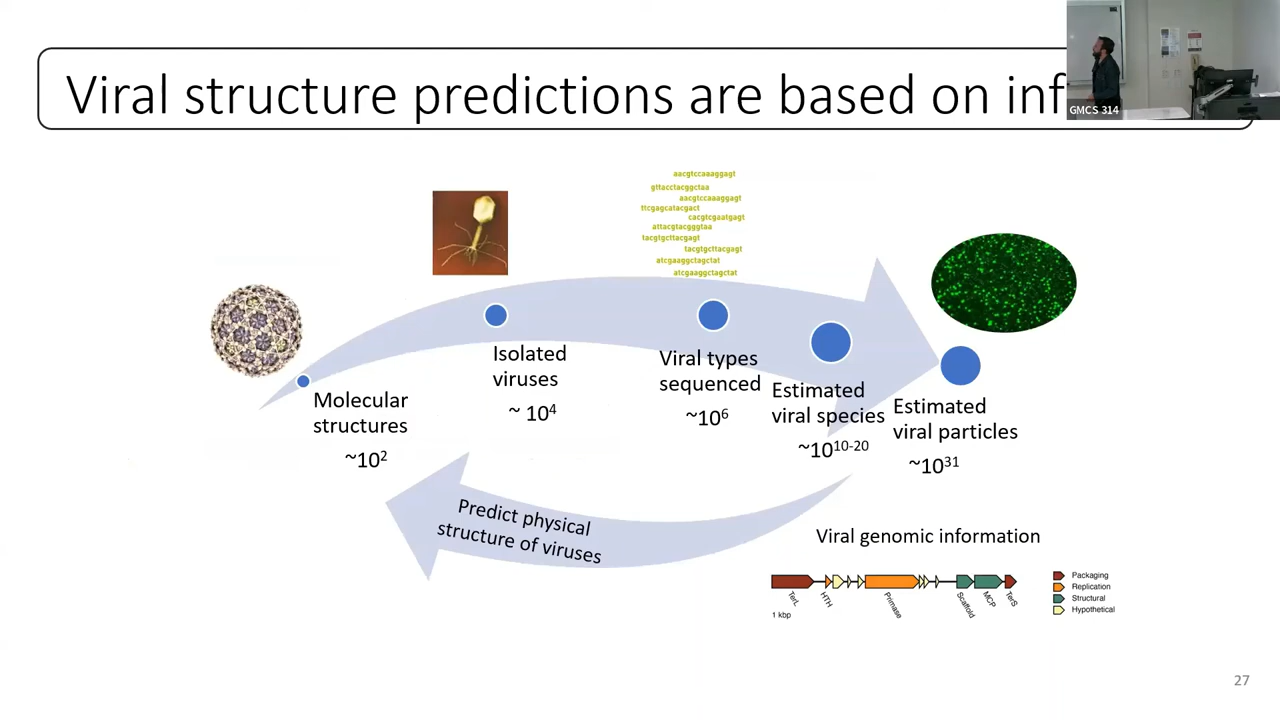 Viral structure predictions are based on inf
GMCS 314
aacgtccaaaggagt
gttacctacggctaa
aacgtccaaaggagt
ttcgagcatacgact
cacgtcgaatgagt
attacgtacgggtaa
tacgtgcttacgagt
tacgtgcttacgagt
atcgaaggctagctat
atcgaaggctagctat
Molecular
structures
~10²
Isolated
viruses
~ 10⁴
Viral types
sequenced
~10⁶
Estimated
viral species
~10¹⁰⁻²⁰
Estimated
viral particles
~10³¹
Predict physical
structure of viruses
Viral genomic information
TerL
HTH
Primase
Scaffold
MCP
TerS
1 kbp
Packaging
Replication
Structural
Hypothetical
27